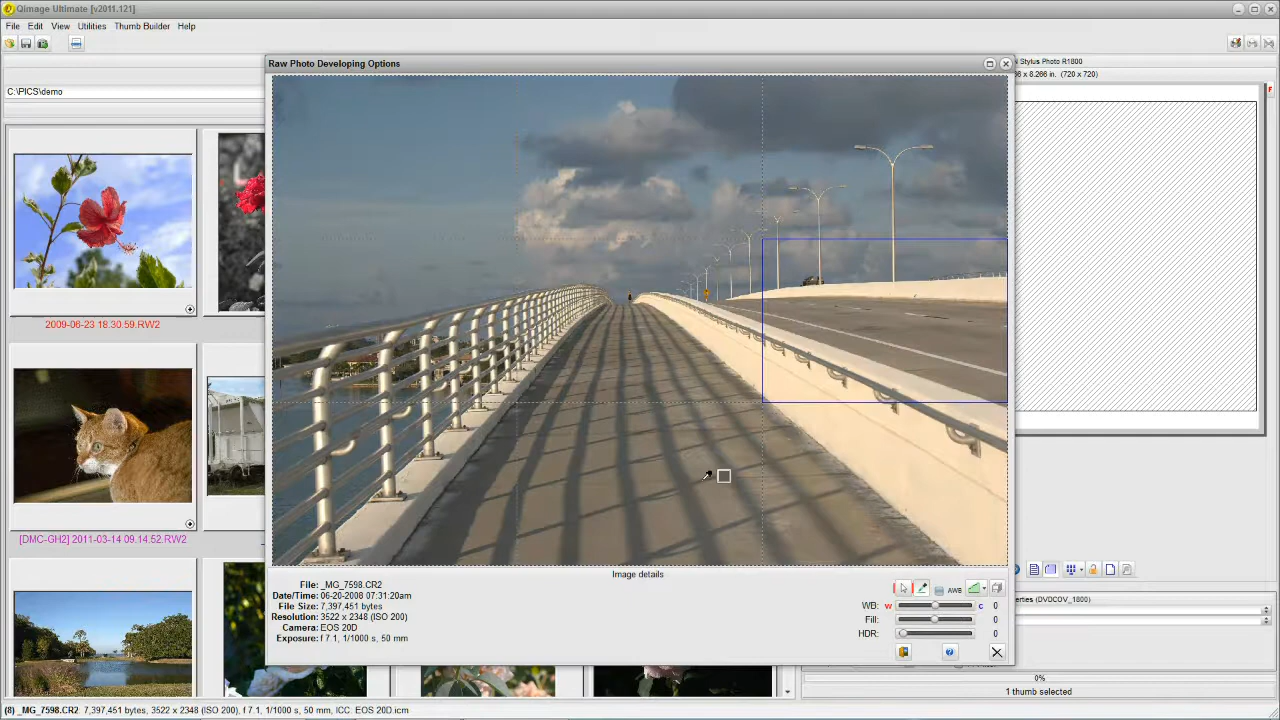 Qimage Ultimate [v2011.121]
File Edit View Utilities Thumb Builder Help
Raw Photo Developing Options
Stylus Photo R1800
x 8.266 in. (720 x 720)
C:\PICS\demo
2009-06-23 18.30.59.RW2
[DMC-GH2] 2011-03-14 09.14.52.RW2
Image details
File: _MG_7598.CR2
Date/Time: 06-20-2008 07:31:20am
File Size: 7,397,451 bytes
Resolution: 3522 x 2348 (ISO 200)
Camera: EOS 20D
Exposure: f 7.1, 1/1000 s, 50 mm
AWB
WB: w c 0
Fill: 0
HDR: 0
(DVDCOV_1800)
0%
1 thumb selected
(8) _MG_7598.CR2 7,397,451 bytes, 3522 x 2348 (ISO 200), f 7.1, 1/1000 s, 50 mm, ICC: EOS 20D.icm